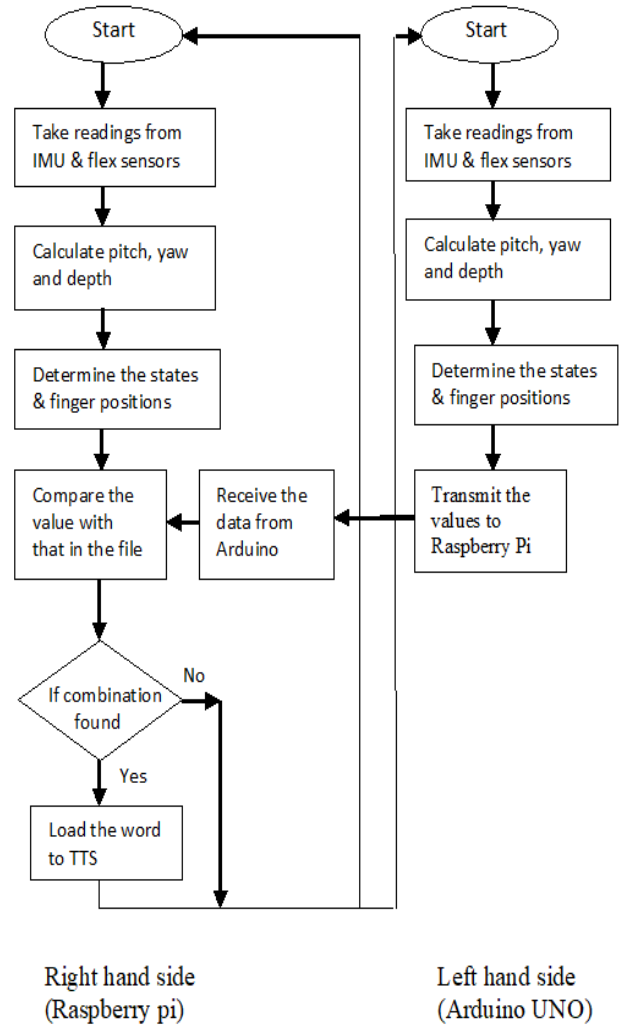 Start
Take readings from
IMU & flex sensors
Calculate pitch, yaw
and depth
Determine the states
& finger positions
Compare the
value with
that in the file
Receive the
data from
Arduino
If combination
found
No
Yes
Load the word
to TTS
Right hand side
(Raspberry pi)
Start
Take readings from
IMU & flex sensors
Calculate pitch, yaw
and depth
Determine the states
& finger positions
Transmit the
values to
Raspberry Pi
Left hand side
(Arduino UNO)